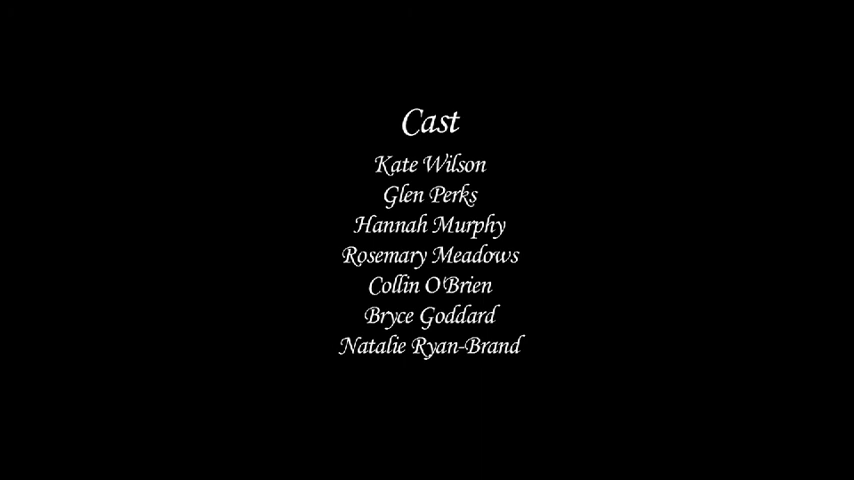 Cast
Kate Wilson
Glen Perks
Hannah Murphy
Rosemary Meadows
Collin O'Brien
Bryce Goddard
Natalie Ryan-Brand